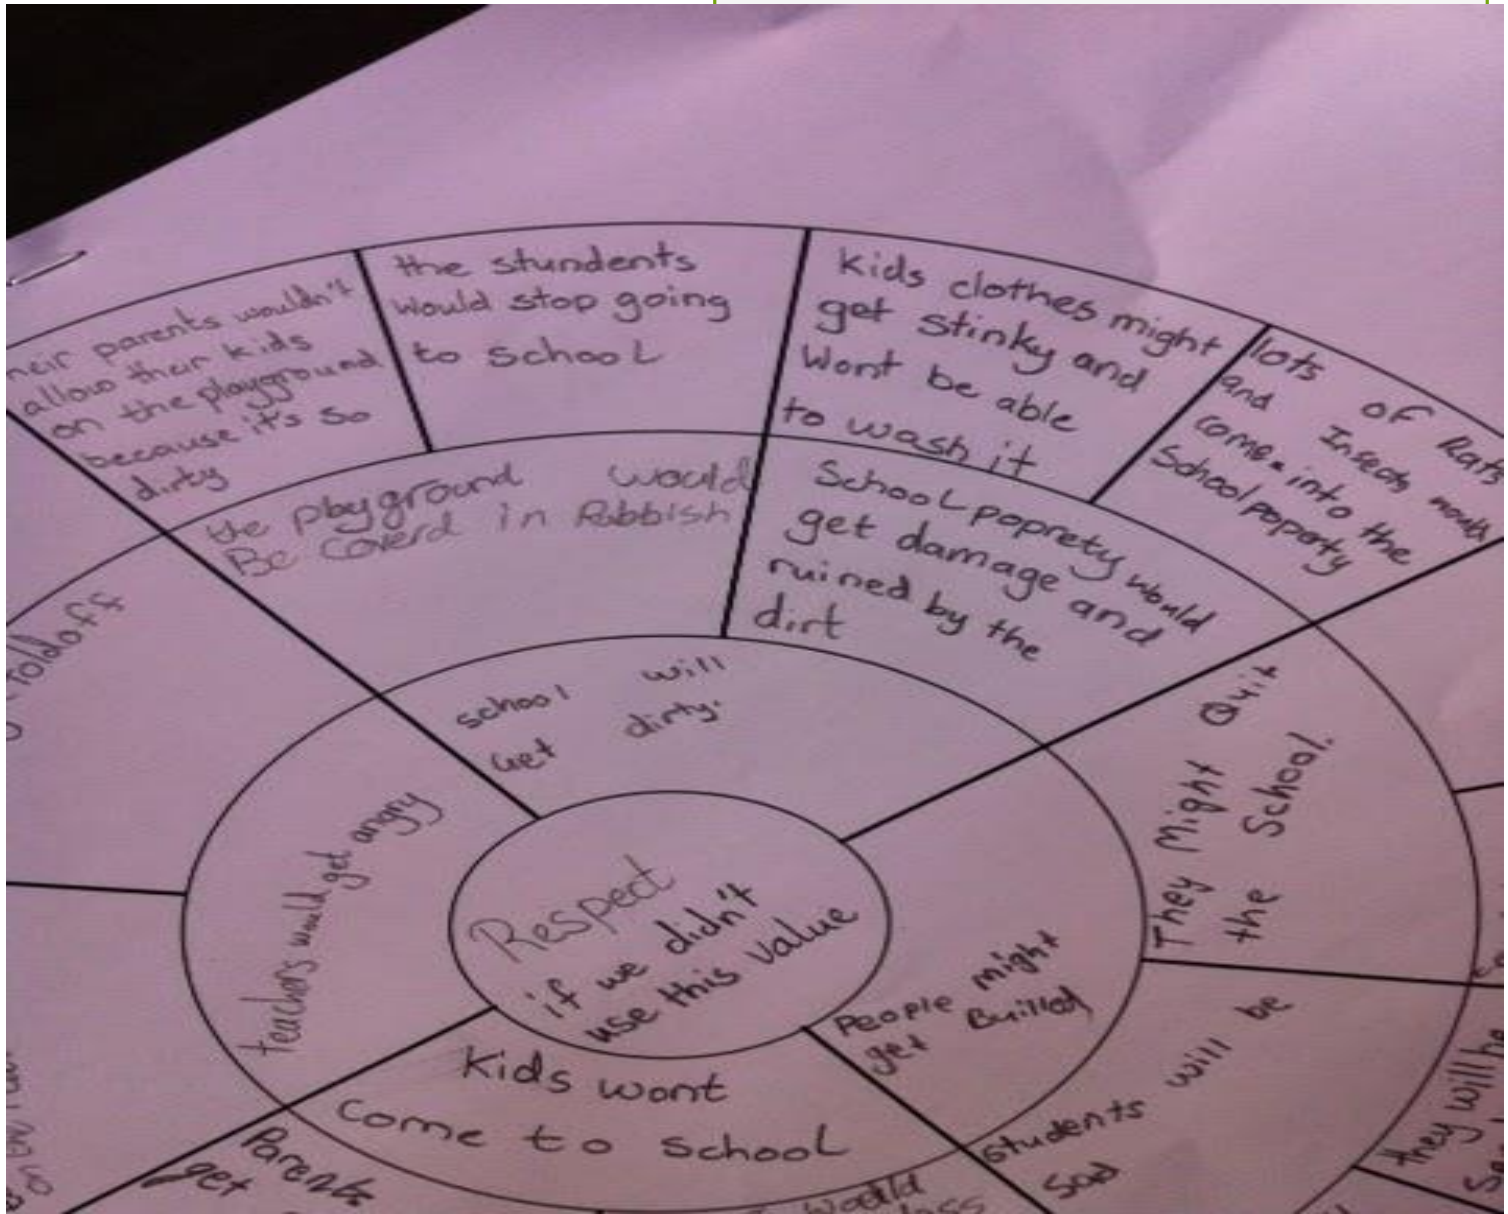 heir parents wouldn't
allow their kids
on the playground
because it's so
dirty
the stundents
would stop going
to school
Kids clothes might
get stinky and
Wont be able
to wash it
lots of Rats
and Insects
come into the
School poporty
the playground would
Be Coverd in Rubbish
School poprety would
get damage and
ruined by the
dirt
toldoff
school will
Get dirty.
They Might Quit
the School.
teachers would get angry
Respect
if we didn't
use this value
People might
get Buillod
Kids wont
come to school
Students will be
Sad
they will be
Parents
get
would